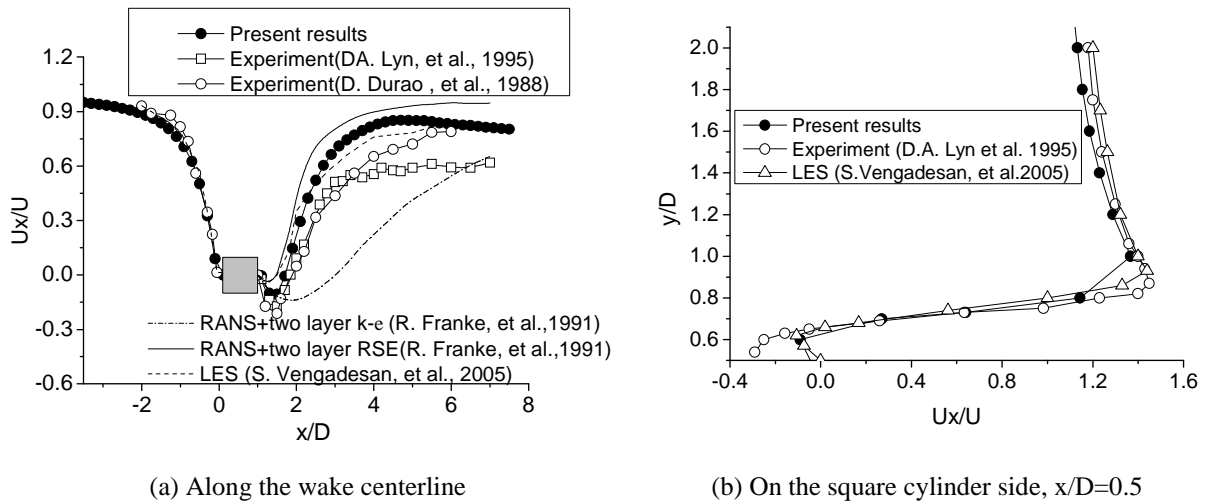 Present results
Experiment(DA. Lyn, et al., 1995)
Experiment(D. Durao , et al., 1988)
1.2
0.9
0.6
0.3
0.0
-0.3
-0.6
Ux/U
RANS+two layer k-e (R. Franke, et al.,1991)
RANS+two layer RSE(R. Franke, et al.,1991)
LES (S. Vengadesan, et al., 2005)
-2 0 2 4 6 8
x/D
(a) Along the wake centerline
2.0
1.8
1.6
1.4
1.2
1.0
0.8
0.6
y/D
Present results
Experiment (D.A. Lyn et al. 1995)
LES (S.Vengadesan, et al.2005)
-0.4 0.0 0.4 0.8 1.2 1.6
Ux/U
(b) On the square cylinder side, x/D=0.5